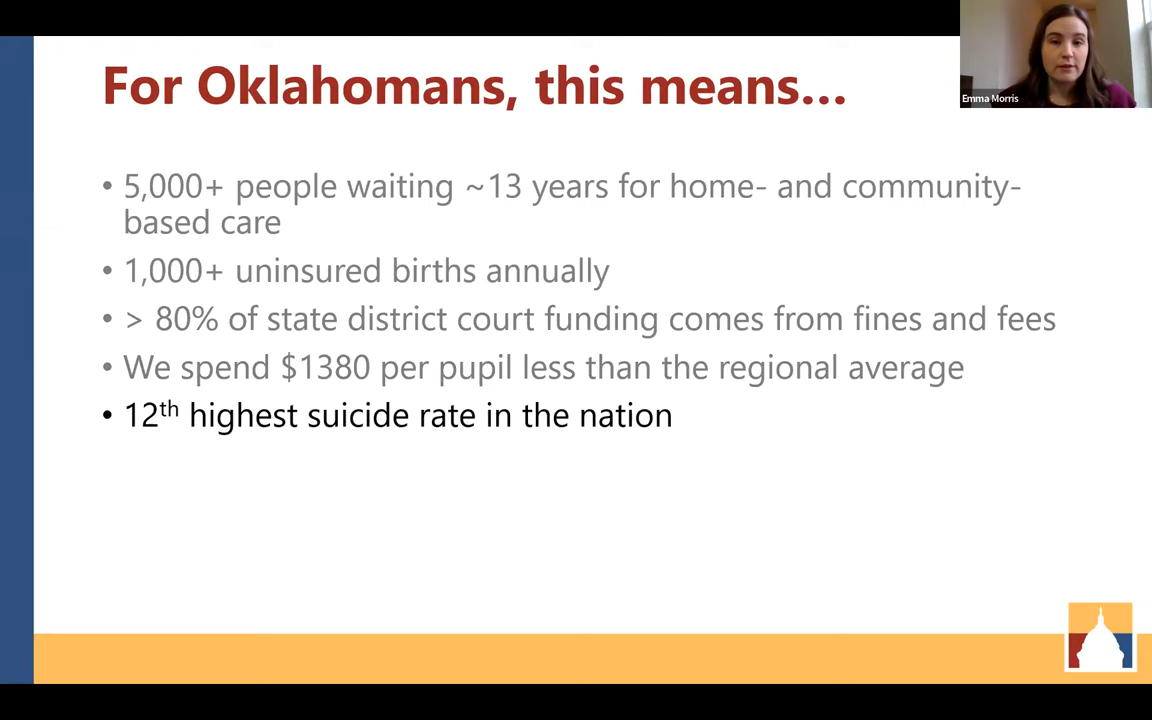 For Oklahomans, this means...
Emma Morris
• 5,000+ people waiting ~13 years for home- and community-
based care
• 1,000+ uninsured births annually
• > 80% of state district court funding comes from fines and fees
• We spend $1380 per pupil less than the regional average
• 12th highest suicide rate in the nation